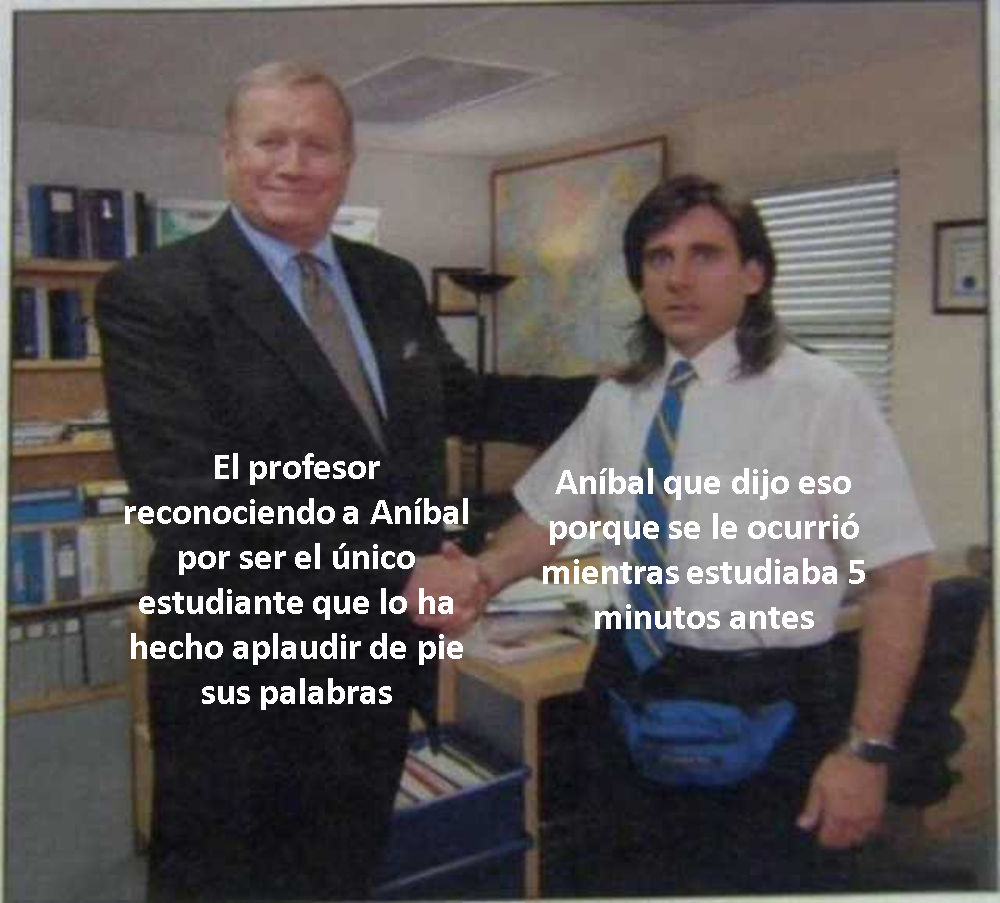 El profesor
reconociendo a Aníbal
por ser el único
estudiante que lo ha
hecho aplaudir de pie
sus palabras
Aníbal que dijo eso
porque se le ocurrió
mientras estudiaba 5
minutos antes